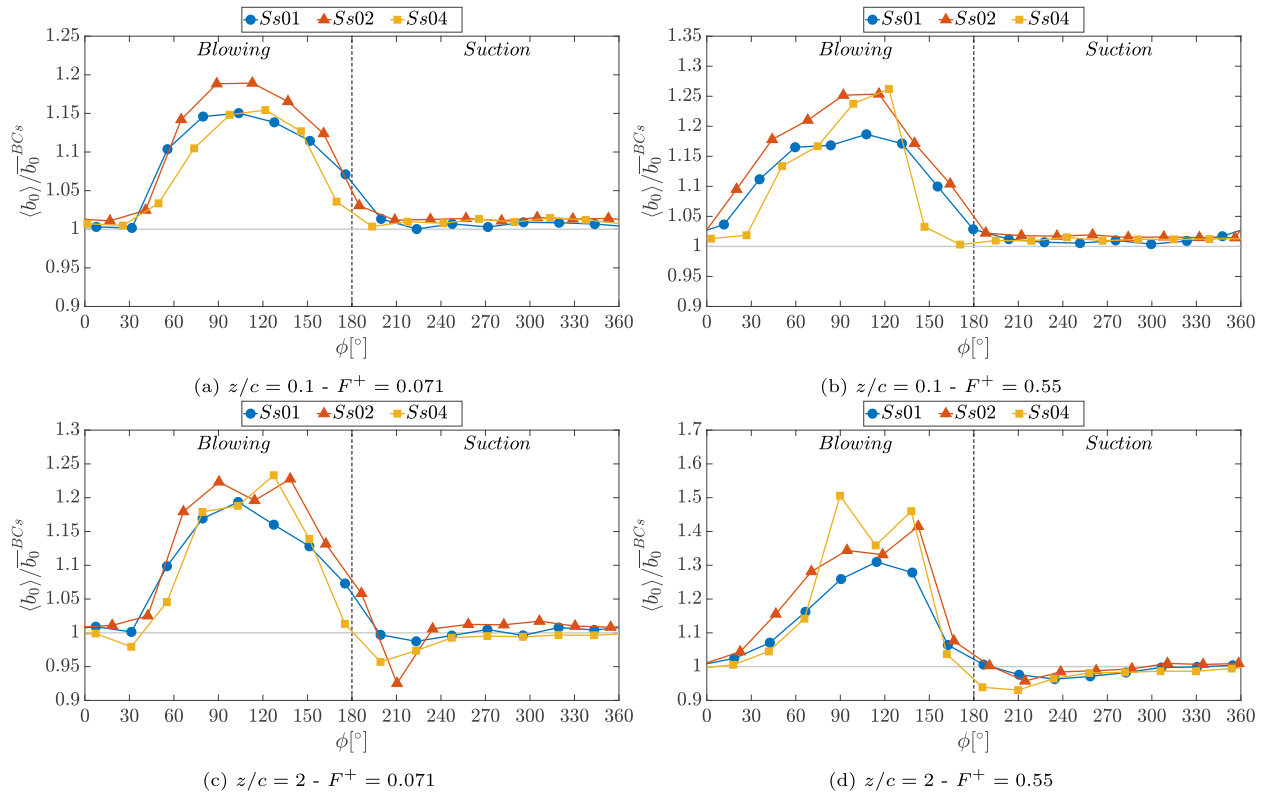 Ss01 Ss02 Ss04
Blowing Suction
1.25
1.2
1.15
1.1
1.05
1
0.95
0.9
⟨b₀⟩/b̅₀^{BCs}
0 30 60 90 120 150 180 210 240 270 300 330 360
ϕ[°]
(a) z/c = 0.1 - F⁺ = 0.071
Ss01 Ss02 Ss04
Blowing Suction
1.35
1.3
1.25
1.2
1.15
1.1
1.05
1
0.95
0.9
⟨b₀⟩/b̅₀^{BCs}
0 30 60 90 120 150 180 210 240 270 300 330 360
ϕ[°]
(b) z/c = 0.1 - F⁺ = 0.55
Ss01 Ss02 Ss04
Blowing Suction
1.3
1.25
1.2
1.15
1.1
1.05
1
0.95
0.9
⟨b₀⟩/b̅₀^{BCs}
0 30 60 90 120 150 180 210 240 270 300 330 360
ϕ[°]
(c) z/c = 2 - F⁺ = 0.071
Ss01 Ss02 Ss04
Blowing Suction
1.7
1.6
1.5
1.4
1.3
1.2
1.1
1
0.9
⟨b₀⟩/b̅₀^{BCs}
0 30 60 90 120 150 180 210 240 270 300 330 360
ϕ[°]
(d) z/c = 2 - F⁺ = 0.55